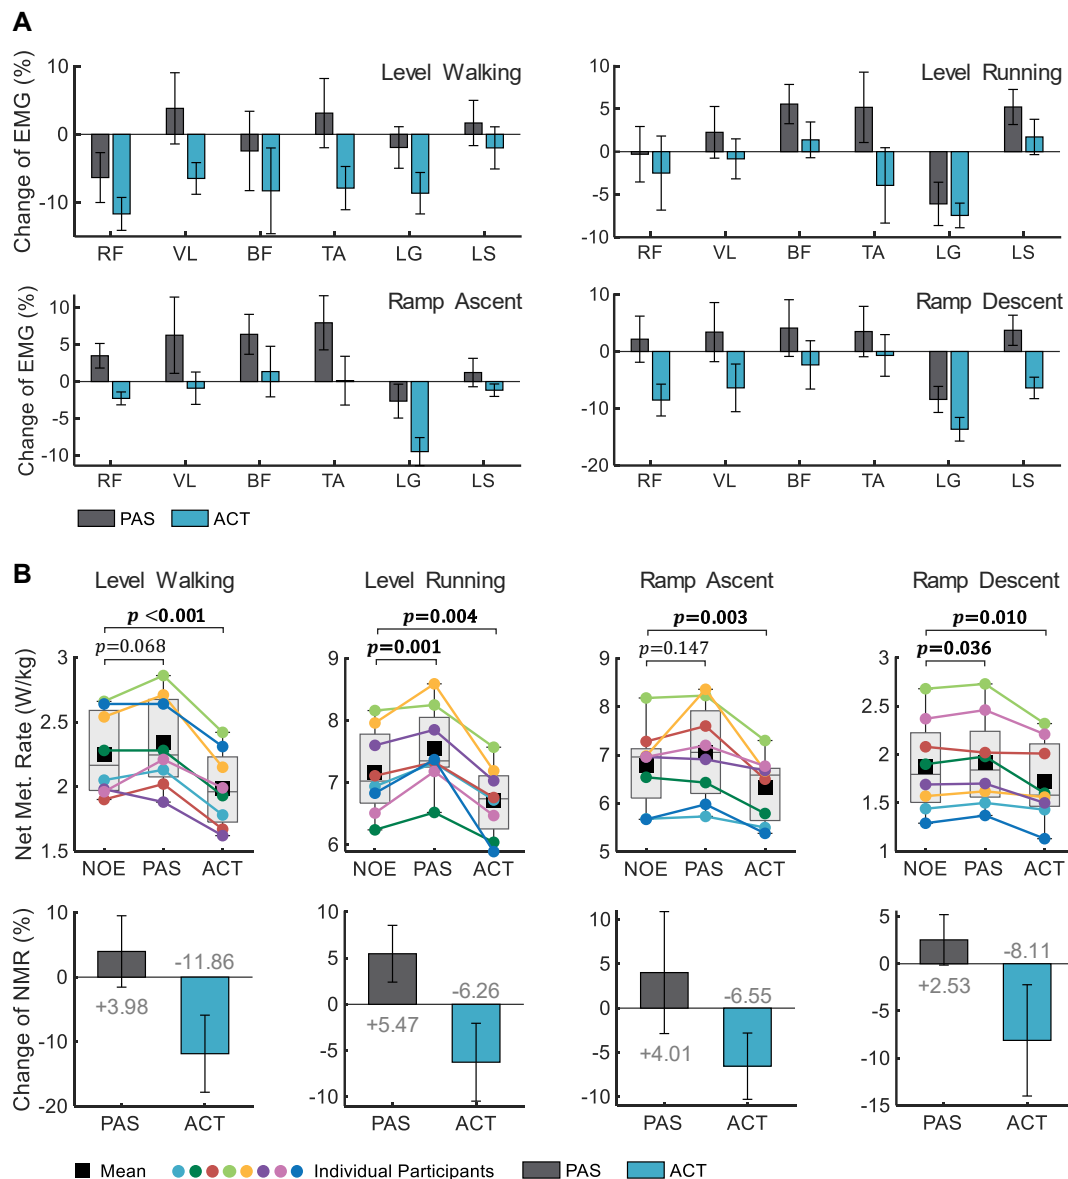 A
Level Walking
Change of EMG (%)
10
0
-10
RF VL BF TA LG LS
Level Running
10
5
0
-5
-10
RF VL BF TA LG LS
Ramp Ascent
Change of EMG (%)
10
5
0
-5
-10
RF VL BF TA LG LS
Ramp Descent
10
0
-10
-20
RF VL BF TA LG LS
PAS ACT
B
Level Walking
p <0.001
p=0.068
Net Met. Rate (W/kg)
3
2.5
2
1.5
NOE PAS ACT
Level Running
p=0.004
p=0.001
9
8
7
6
NOE PAS ACT
Ramp Ascent
p=0.003
p=0.147
9
8
7
6
5
NOE PAS ACT
Ramp Descent
p=0.010
p=0.036
3
2.5
2
1.5
1
NOE PAS ACT
Change of NMR (%)
10
0
-10
-20
-11.86
+3.98
PAS ACT
10
5
0
-5
-10
-6.26
+5.47
PAS ACT
10
5
0
-5
-10
-6.55
+4.01
PAS ACT
5
0
-5
-10
-15
-8.11
+2.53
PAS ACT
Mean Individual Participants PAS ACT